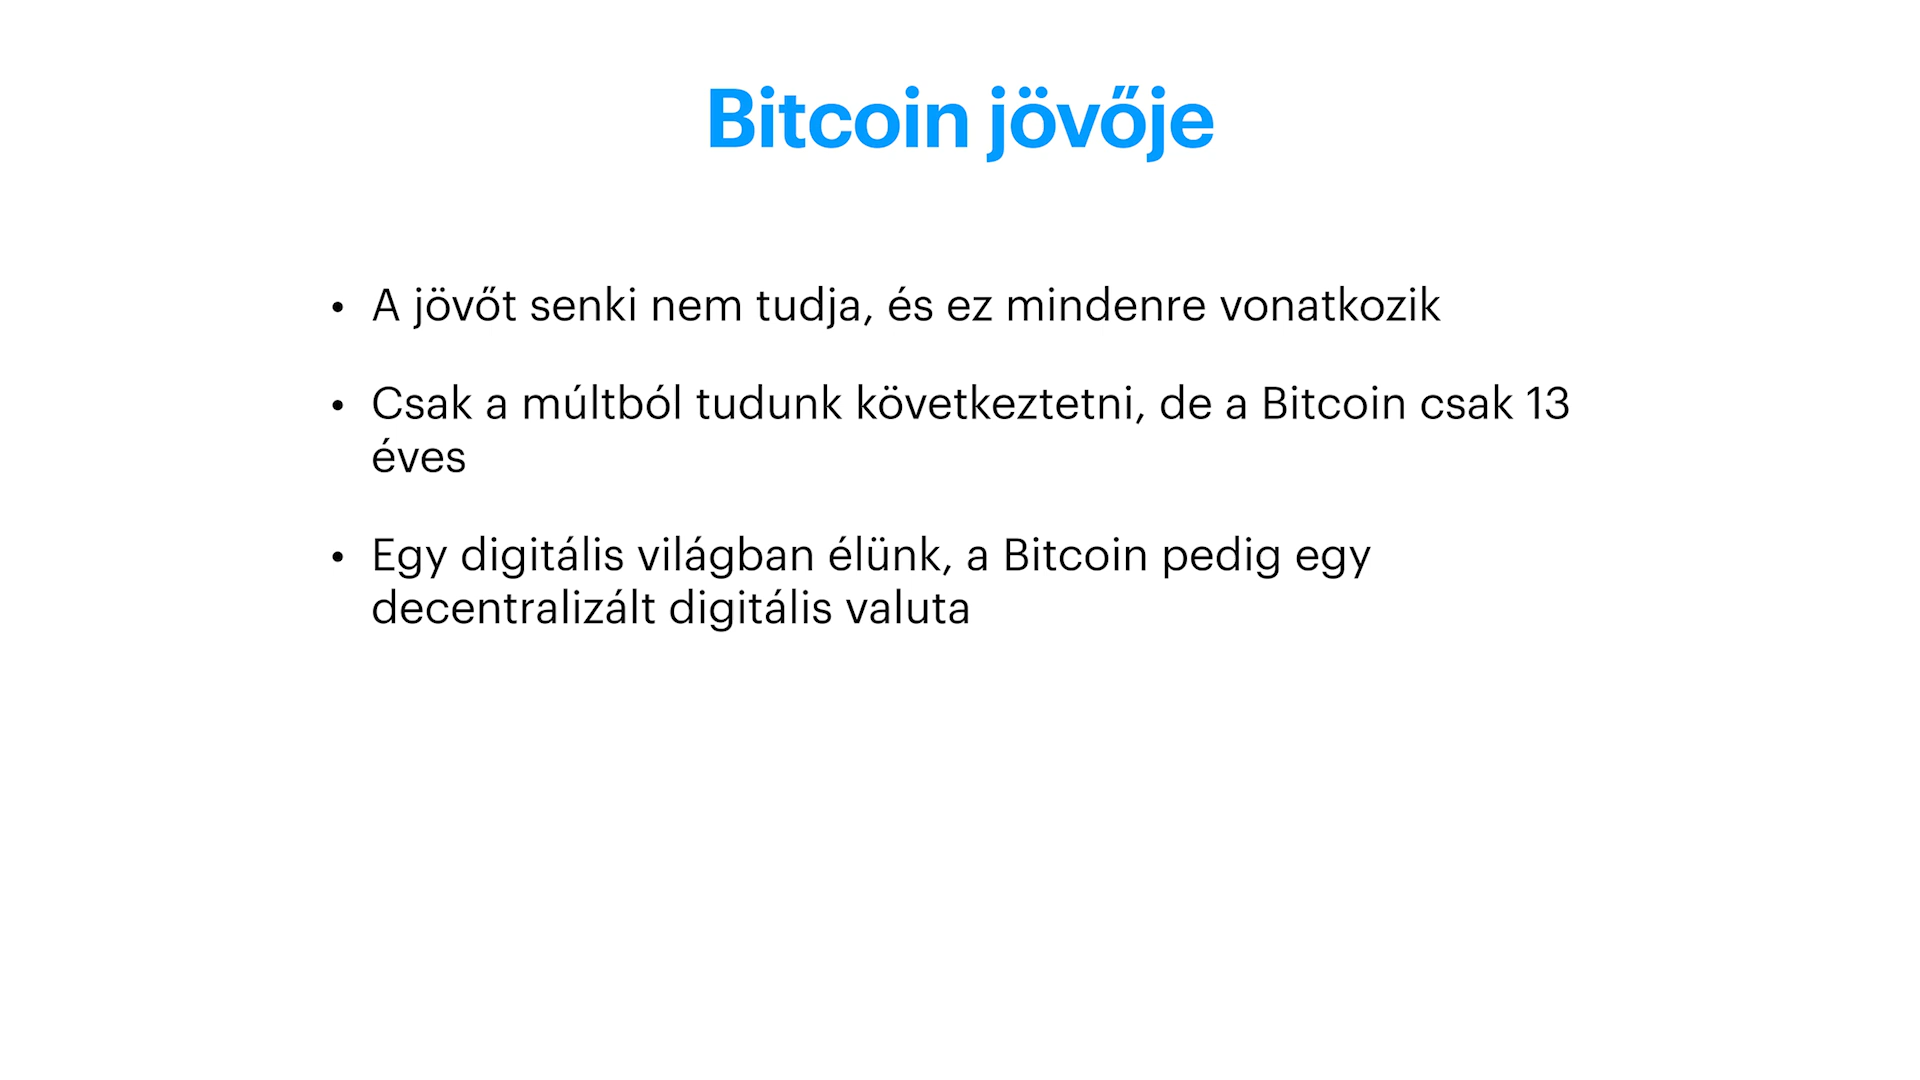 Bitcoin jövője
• A jövőt senki nem tudja, és ez mindenre vonatkozik
• Csak a múltból tudunk következtetni, de a Bitcoin csak 13
éves
• Egy digitális világban élünk, a Bitcoin pedig egy
decentralizált digitális valuta